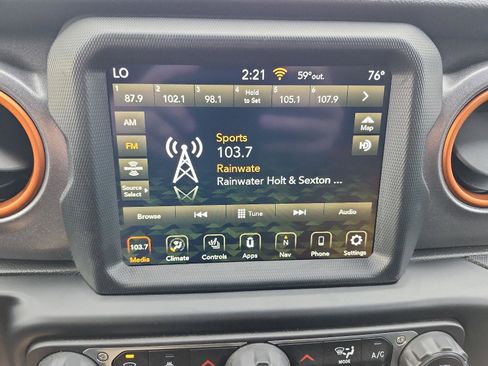 LO 2:21 59°out. 76°
1 87.9 2 102.1 3 98.1 4 Hold to Set 5 105.1 6 107.9
AM
FM
Source Select
Sports
103.7
Rainwate
Rainwater Holt & Sexton ...
Map
HD
Browse Tune Audio
103.7
Media Climate Controls Apps N Nav Phone Settings
MODE A/C